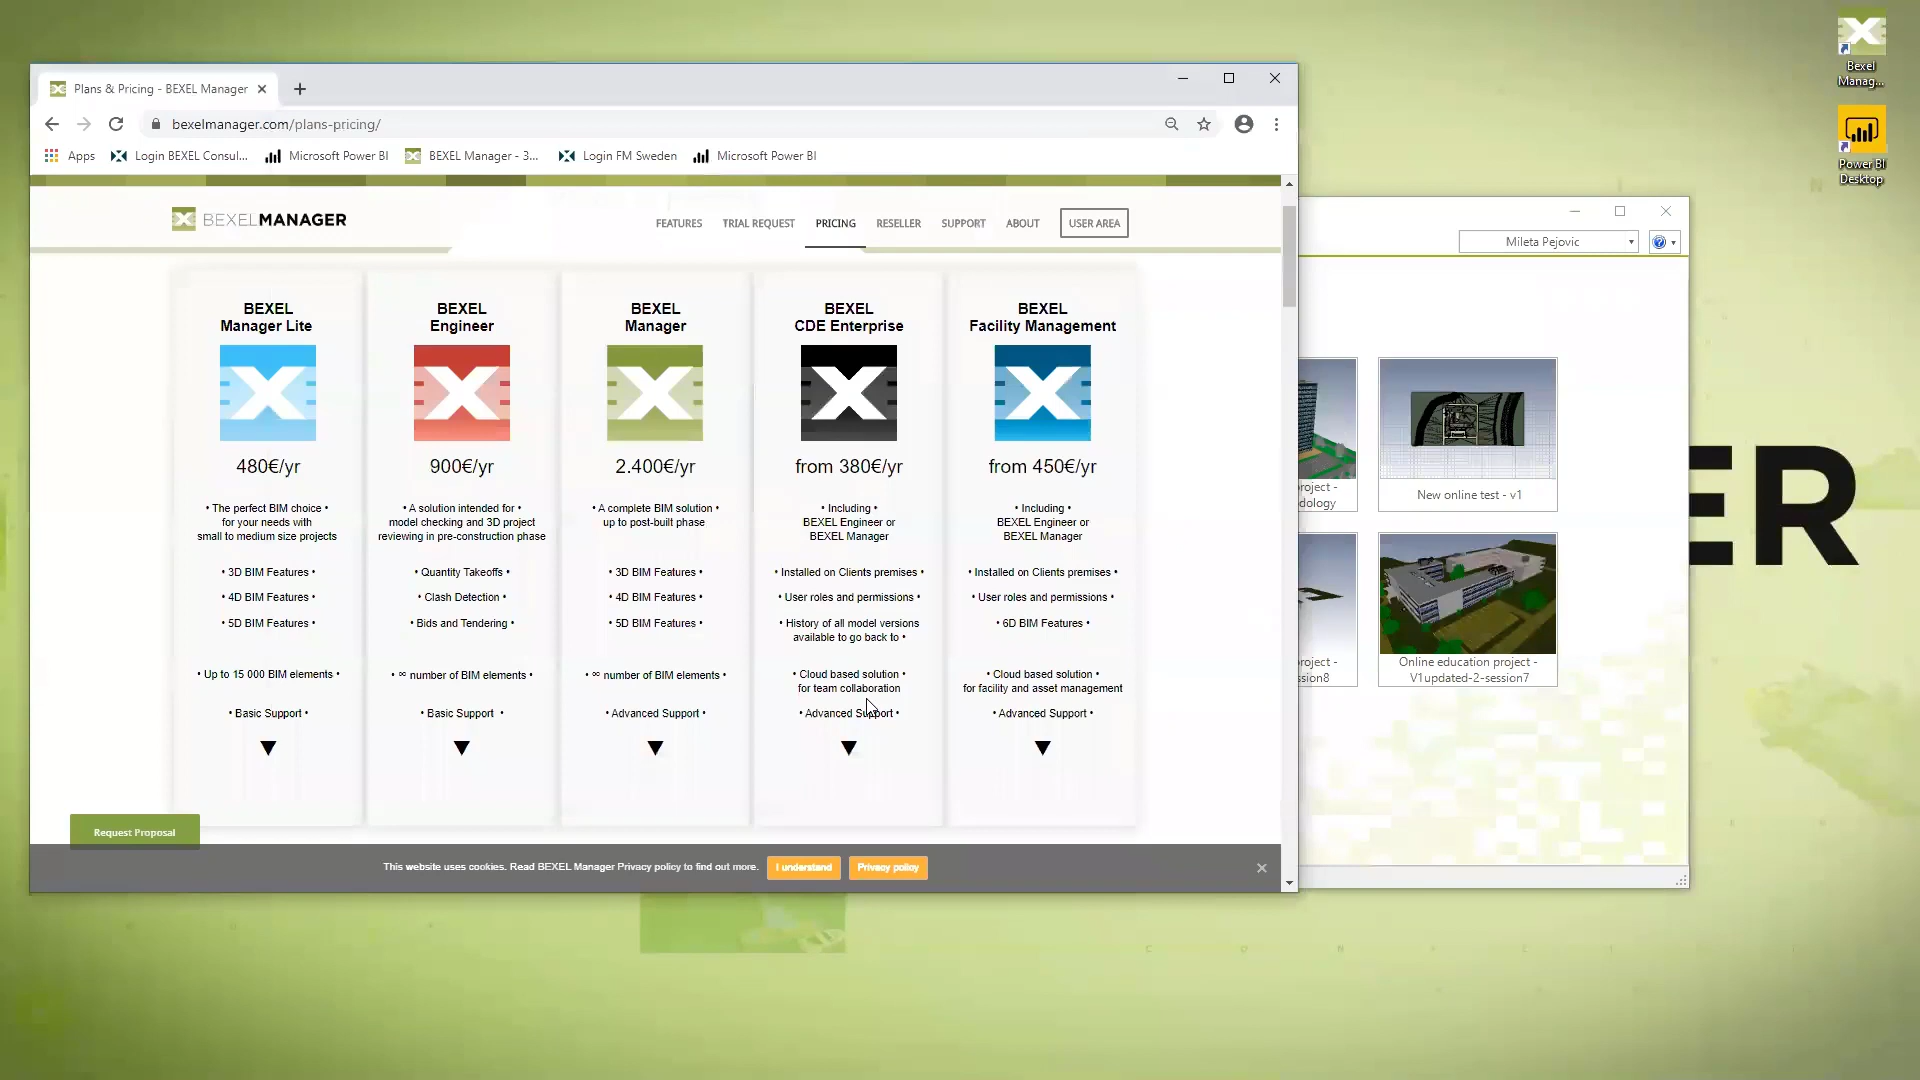 Plans & Pricing - BEXEL Manager
bexelmanager.com/plans-pricing/
Apps
Login BEXEL Consul...
Microsoft Power BI
BEXEL Manager - 3...
Login FM Sweden
Microsoft Power BI
BEXELMANAGER
FEATURES
TRIAL REQUEST
PRICING
RESELLER
SUPPORT
ABOUT
USER AREA
BEXEL
Manager Lite
480€/yr
• The perfect BIM choice •
for your needs with
small to medium size projects
• 3D BIM Features •
• 4D BIM Features •
• 5D BIM Features •
• Up to 15 000 BIM elements •
• Basic Support •
BEXEL
Engineer
900€/yr
• A solution intended for •
model checking and 3D project
reviewing in pre-construction phase
• Quantity Takeoffs •
• Clash Detection •
• Bids and Tendering •
• ∞ number of BIM elements •
• Basic Support •
BEXEL
Manager
2.400€/yr
• A complete BIM solution •
up to post-built phase
• 3D BIM Features •
• 4D BIM Features •
• 5D BIM Features •
• ∞ number of BIM elements •
• Advanced Support •
BEXEL
CDE Enterprise
from 380€/yr
• Including •
BEXEL Engineer or
BEXEL Manager
• Installed on Clients premises •
• User roles and permissions •
• History of all model versions
available to go back to •
• Cloud based solution •
for team collaboration
• Advanced Support •
BEXEL
Facility Management
from 450€/yr
• Including •
BEXEL Engineer or
BEXEL Manager
• Installed on Clients premises •
• User roles and permissions •
• 6D BIM Features •
• Cloud based solution •
for facility and asset management
• Advanced Support •
Request Proposal
This website uses cookies. Read BEXEL Manager Privacy policy to find out more.
I understand
Privacy policy
Mileta Pejovic
roject -
dology
New online test - v1
roject -
sion8
Online education project -
V1updated-2-session7
ER
Bexel
Manag...
Power BI
Desktop